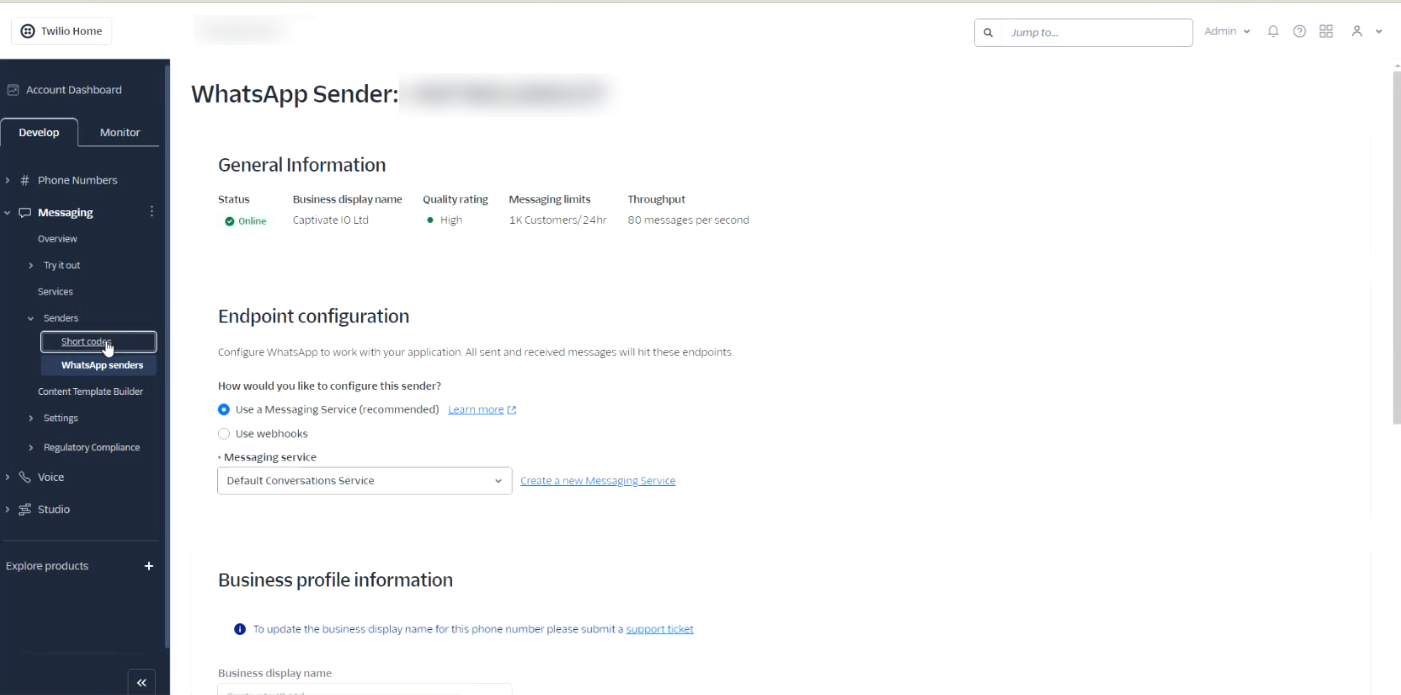 Twilio Home
Jump to...
Admin
Account Dashboard
Develop
Monitor
Phone Numbers
Messaging
Overview
Try it out
Services
Senders
Short codes
WhatsApp senders
Content Template Builder
Settings
Regulatory Compliance
Voice
Studio
Explore products +
WhatsApp Sender:
General Information
Status Business display name Quality rating Messaging limits Throughput
Online Captivate IO Ltd High 1K Customers/24hr 80 messages per second
Endpoint configuration
Configure WhatsApp to work with your application. All sent and received messages will hit these endpoints.
How would you like to configure this sender?
Use a Messaging Service (recommended) Learn more
Use webhooks
* Messaging service
Default Conversations Service Create a new Messaging Service
Business profile information
To update the business display name for this phone number please submit a support ticket
Business display name